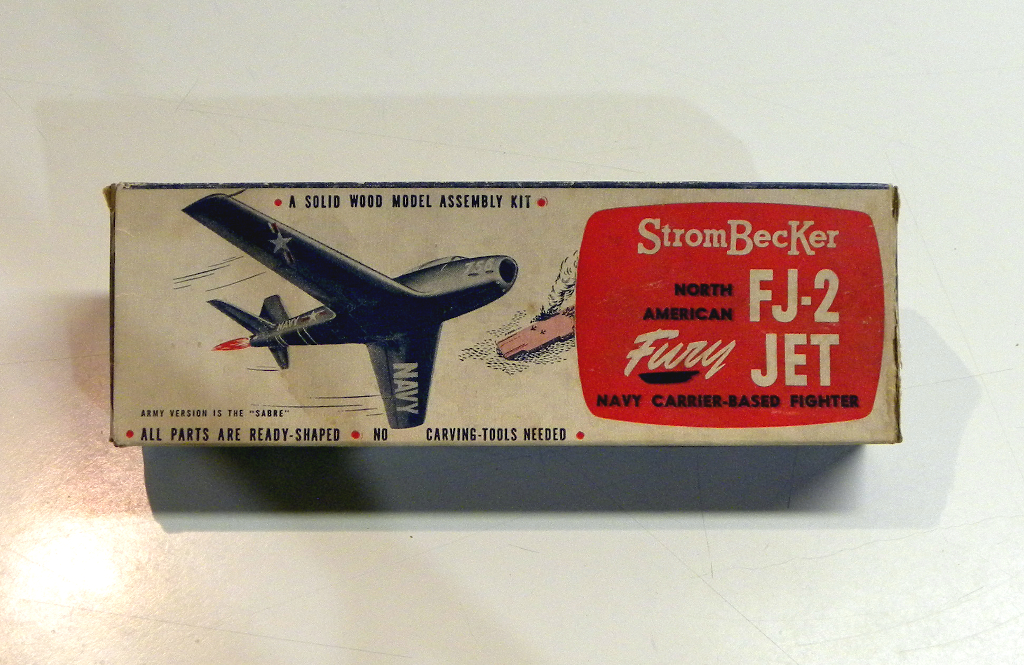 • A SOLID WOOD MODEL ASSEMBLY KIT •
StromBecKer
NORTH AMERICAN
FJ-2
Fury
JET
NAVY CARRIER-BASED FIGHTER
NAVY
NAVY
ARMY VERSION IS THE "SABRE"
• ALL PARTS ARE READY-SHAPED • NO CARVING-TOOLS NEEDED •